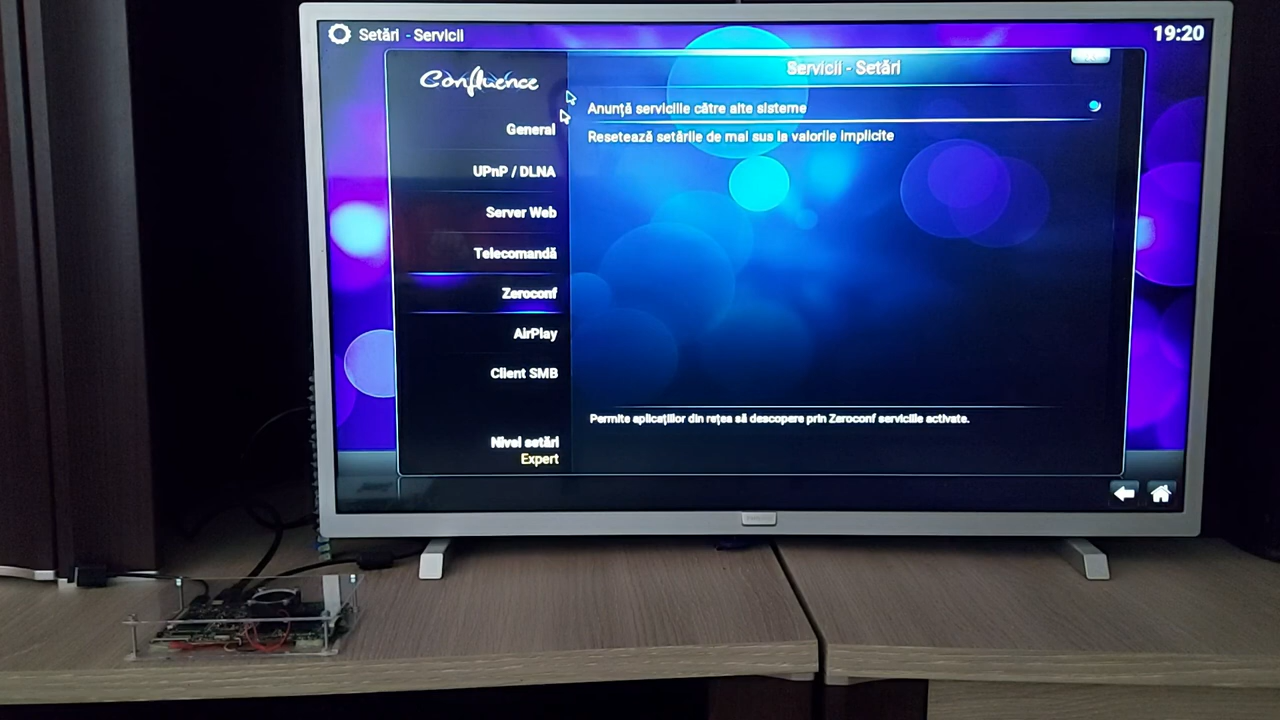 Setări - Servicii
19:20
Confluence
Servicii - Setări
Anunță serviciile către alte sisteme
General
Resetează setările de mai sus la valorile implicite
UPnP / DLNA
Server Web
Telecomandă
Zeroconf
AirPlay
Client SMB
Permite aplicațiilor din rețea să descopere prin Zeroconf serviciile activate.
Nivel setări
Expert